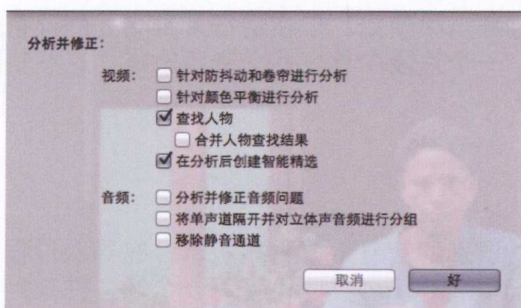 分析并修正：
视频： 针对防抖动和卷帘进行分析
针对颜色平衡进行分析
查找人物
合并人物查找结果
在分析后创建智能精选
音频： 分析并修正音频问题
将单声道隔开并对立体声音频进行分组
移除静音通道
取消 好